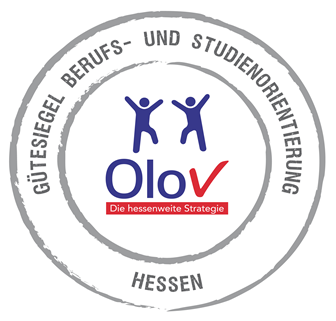 GÜTESIEGEL BERUFS- UND STUDIENORIENTIERUNG
Olov
Die hessenweite Strategie
HESSEN